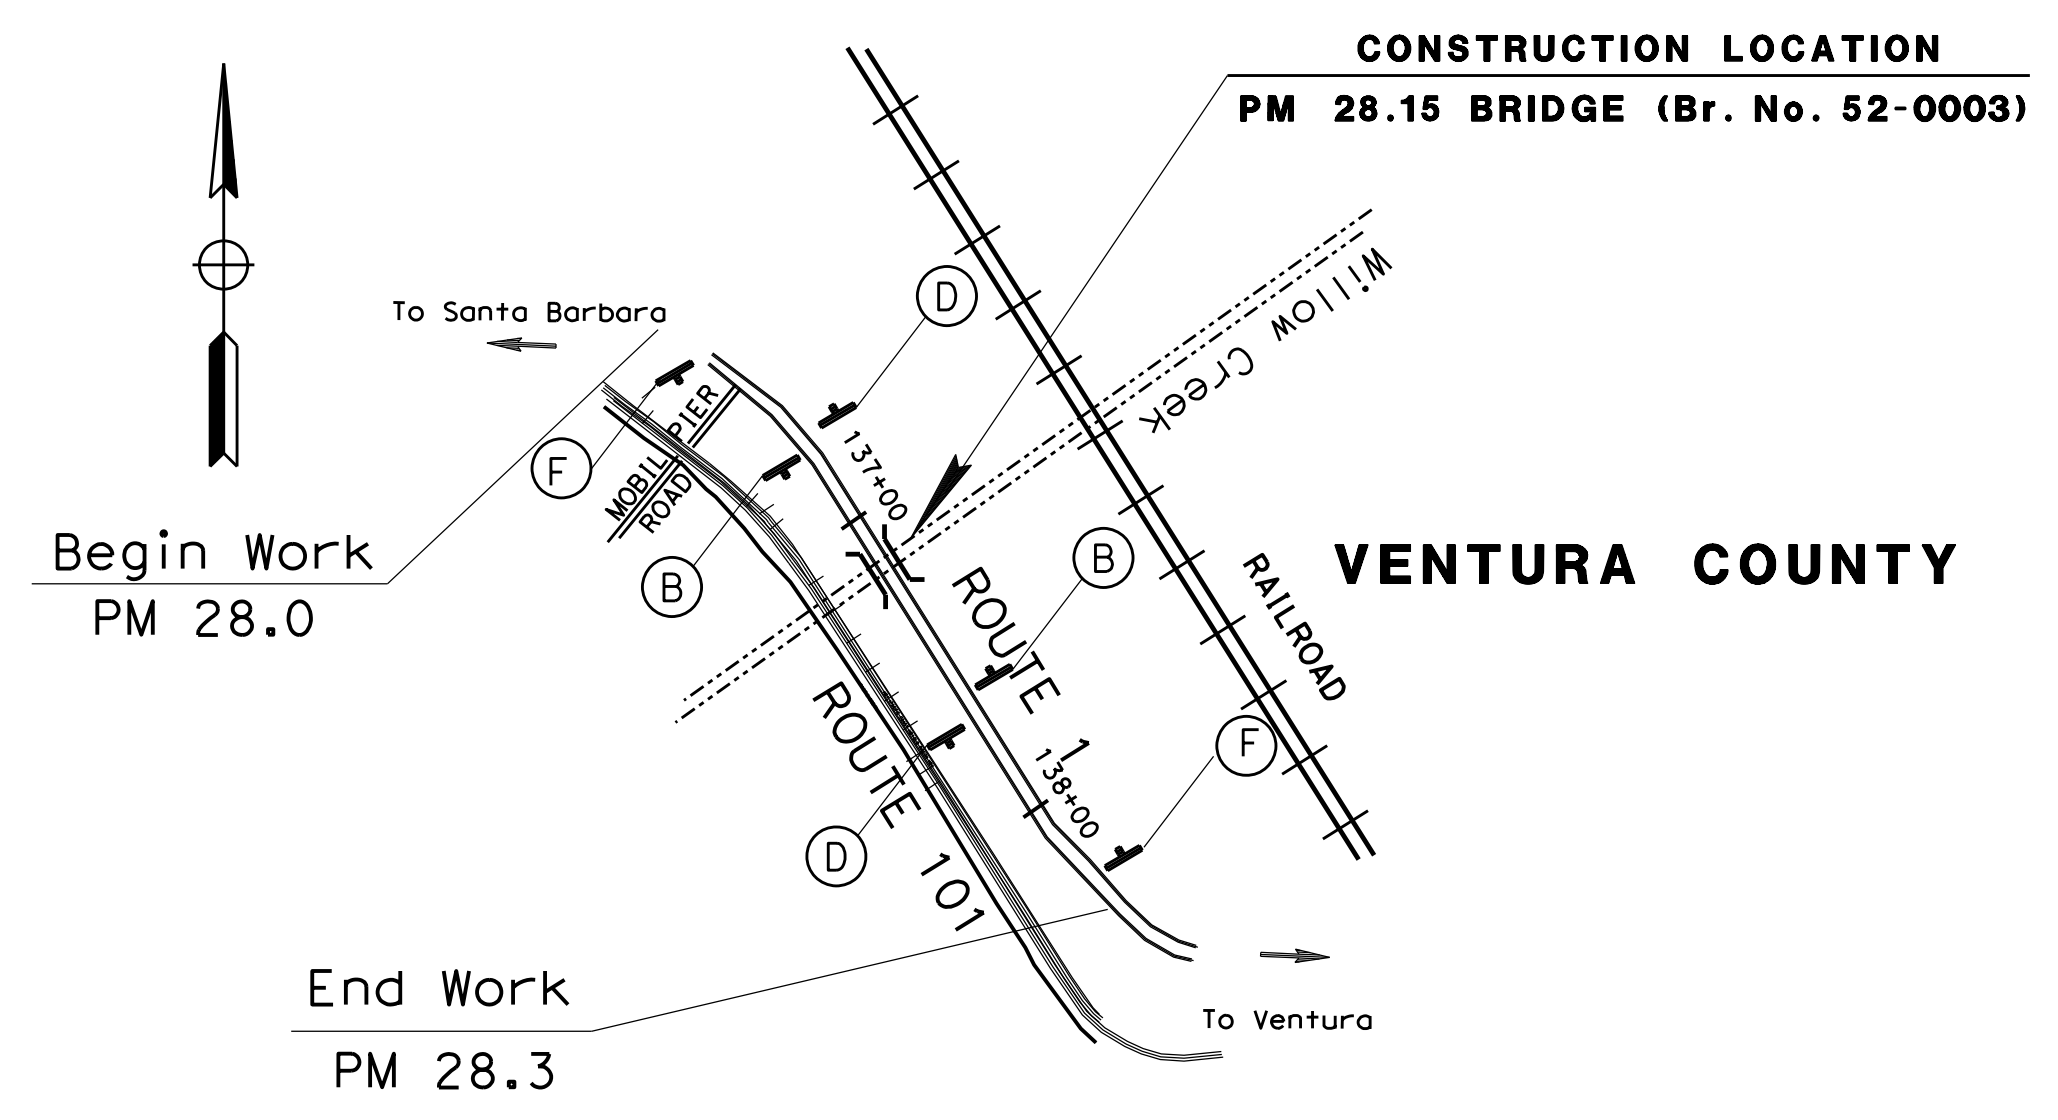 CONSTRUCTION LOCATION
PM 28.15 BRIDGE (Br. No. 52-0003)
To Santa Barbara
D
Willow Creek
F
MOBIL PIER
ROAD
137+00
B
B
Begin Work
PM 28.0
VENTURA COUNTY
RAILROAD
ROUTE 1
138+00
F
ROUTE 101
D
End Work
PM 28.3
To Ventura